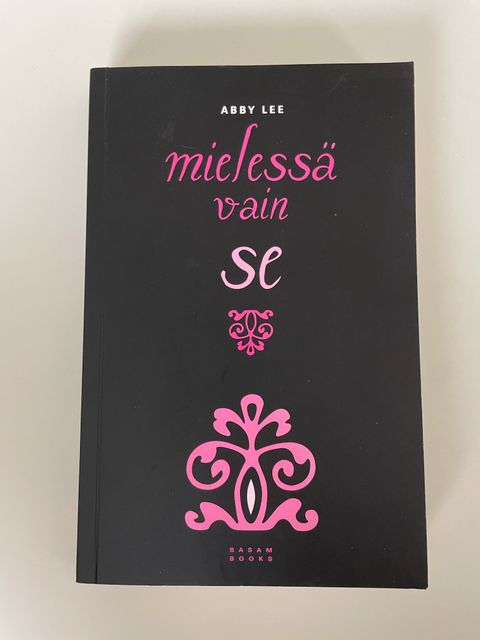 ABBY LEE
mielessä
vain
se
BASAM
BOOKS